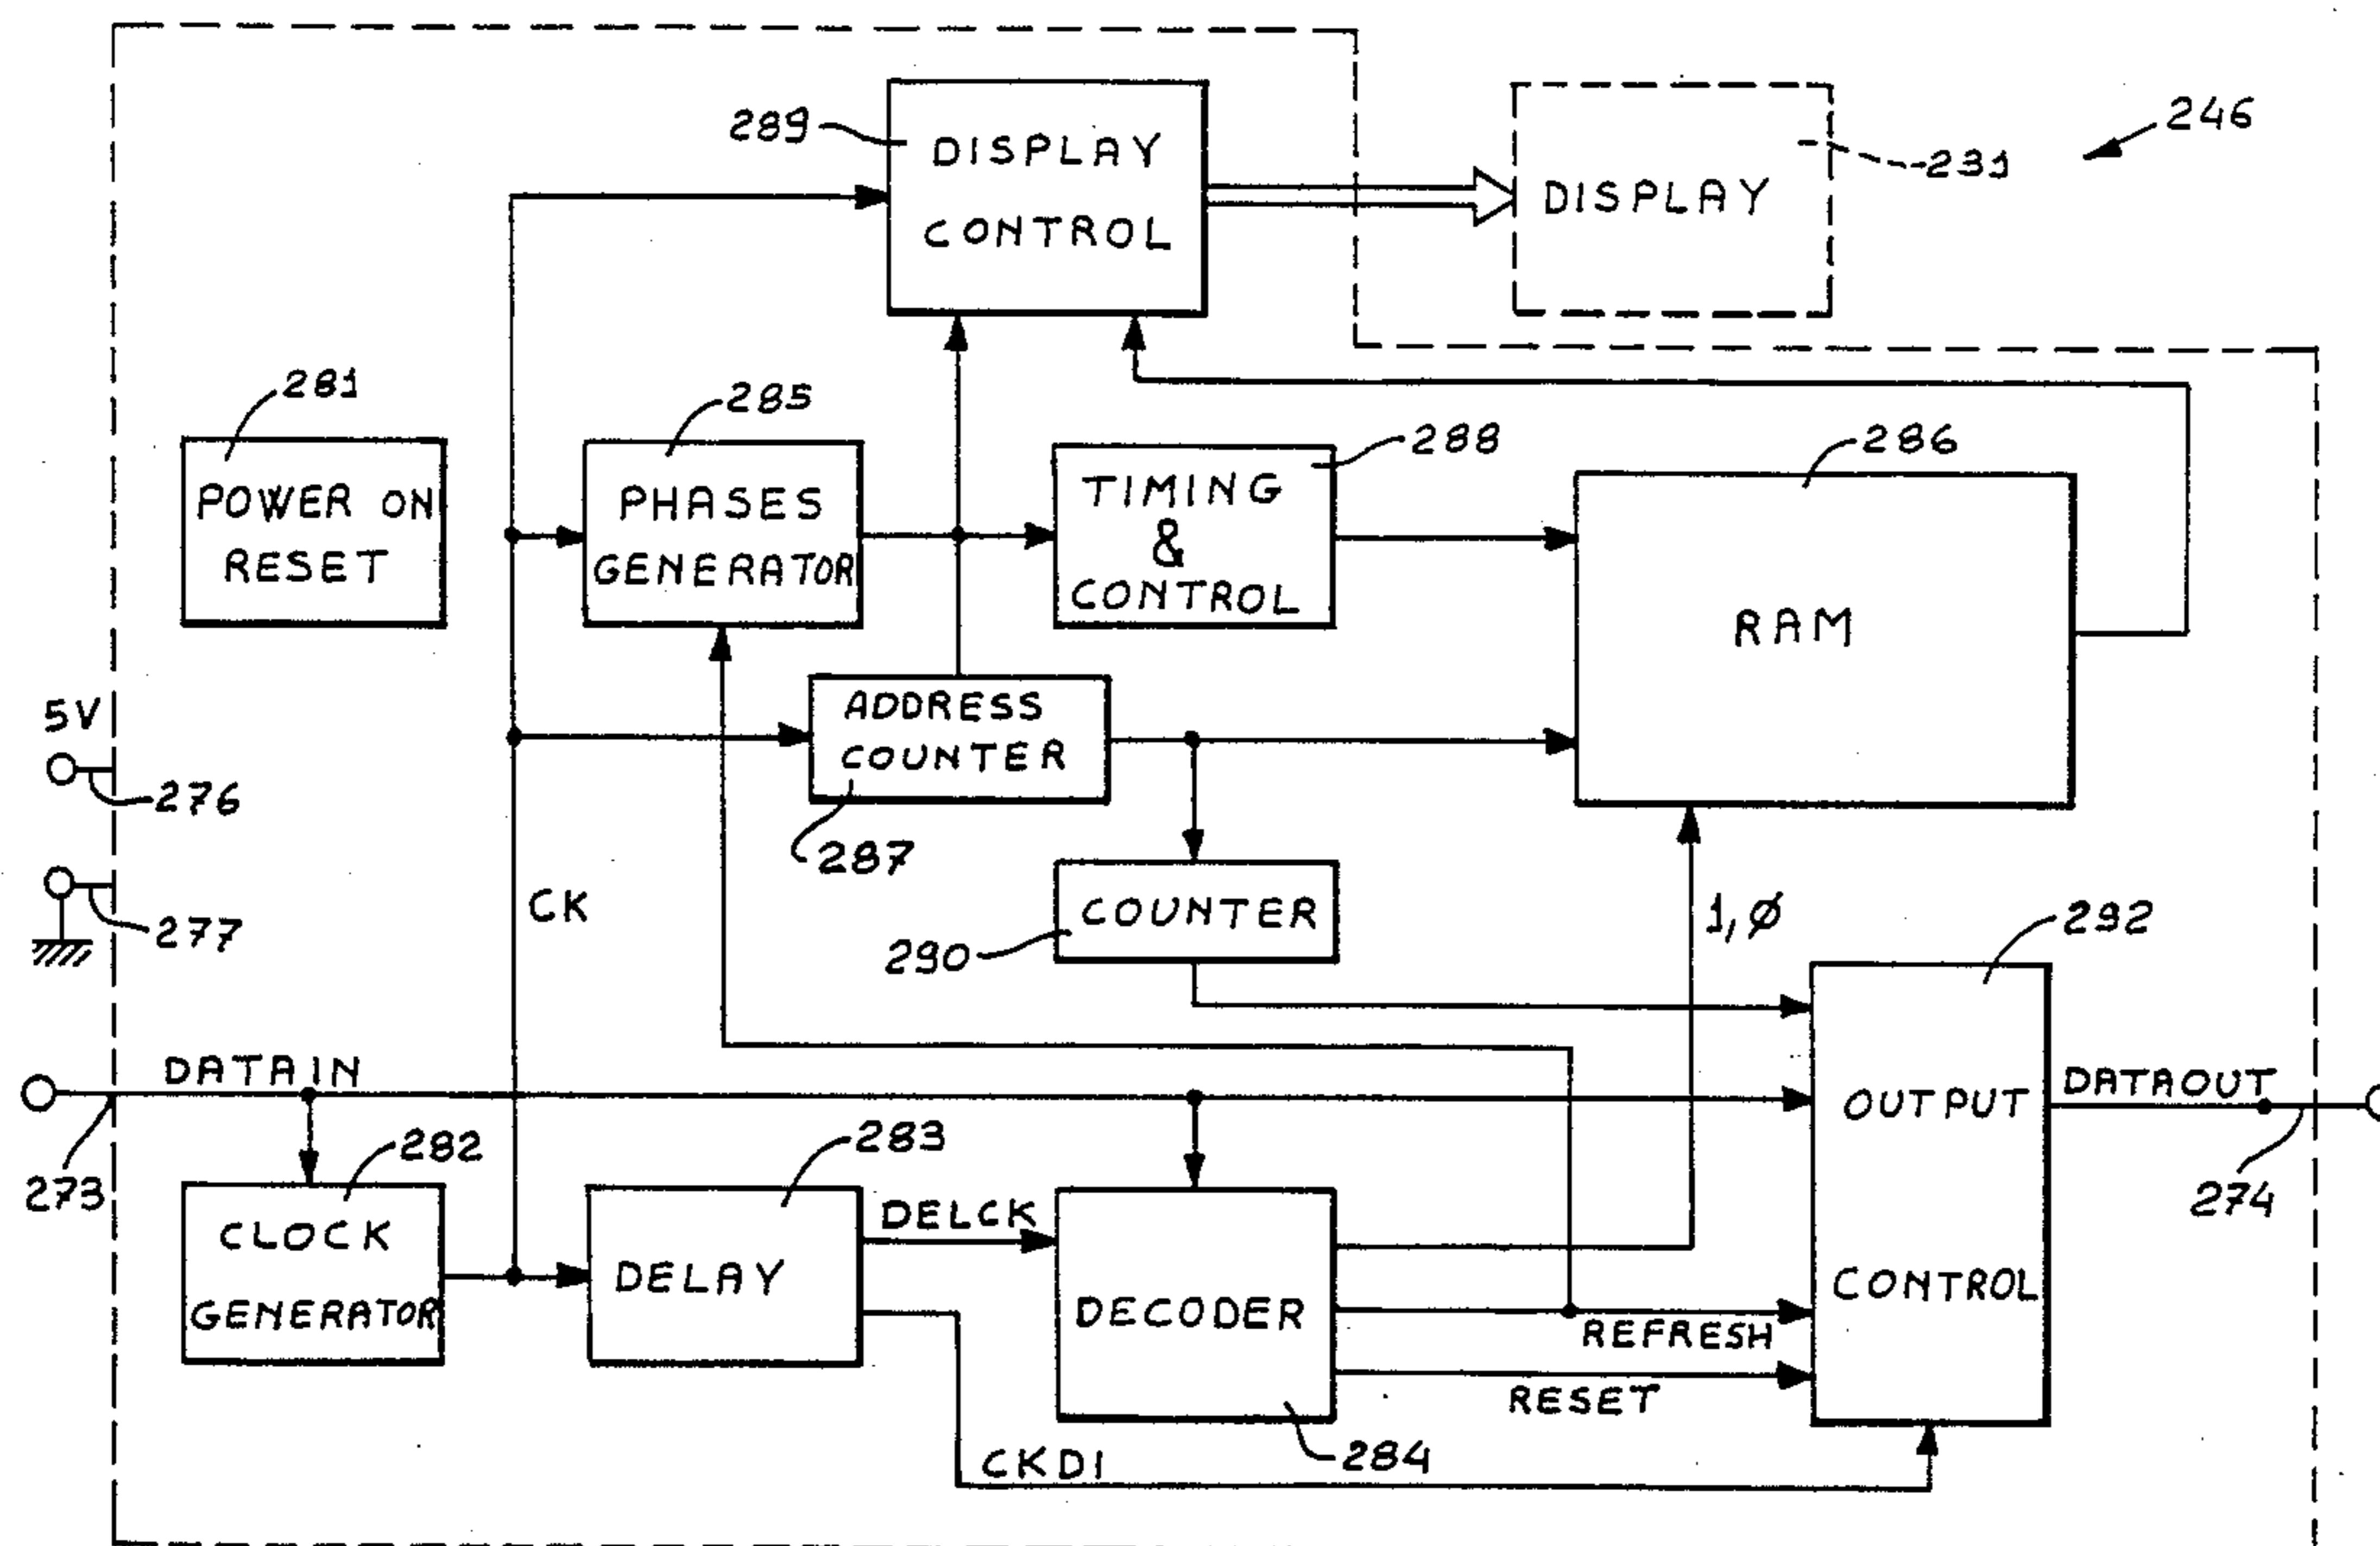 289
DISPLAY
CONTROL
DISPLAY
231
246
281
POWER ON
RESET
285
PHASES
GENERATOR
288
TIMING
&
CONTROL
286
RAM
5V
276
277
ADDRESS
COUNTER
287
CK
COUNTER
290
1,Ø
292
DATAIN
273
282
CLOCK
GENERATOR
283
DELAY
DELCK
DECODER
284
CKDI
REFRESH
RESET
OUTPUT
CONTROL
DATAOUT
274